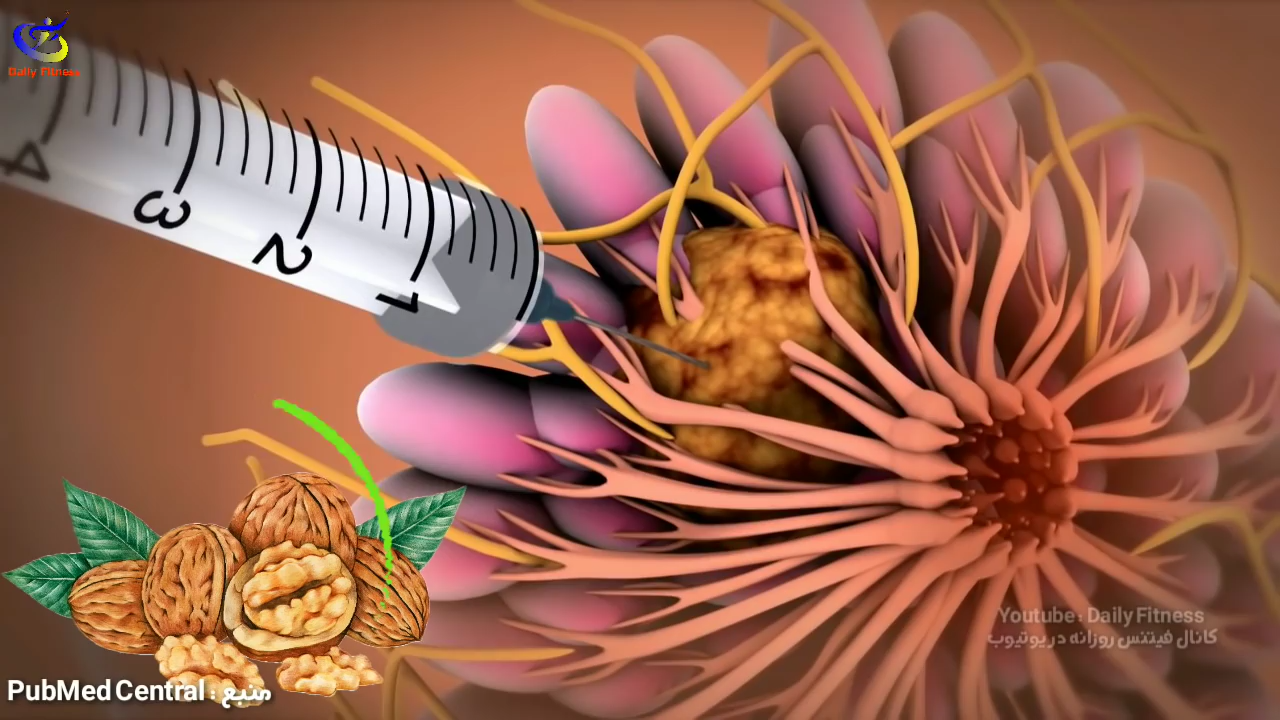 Daily Fitness
4
3
2
1
Youtube : Daily Fitness
کانال فیتنس روزانه در یوتیوب
PubMed Central : منبع